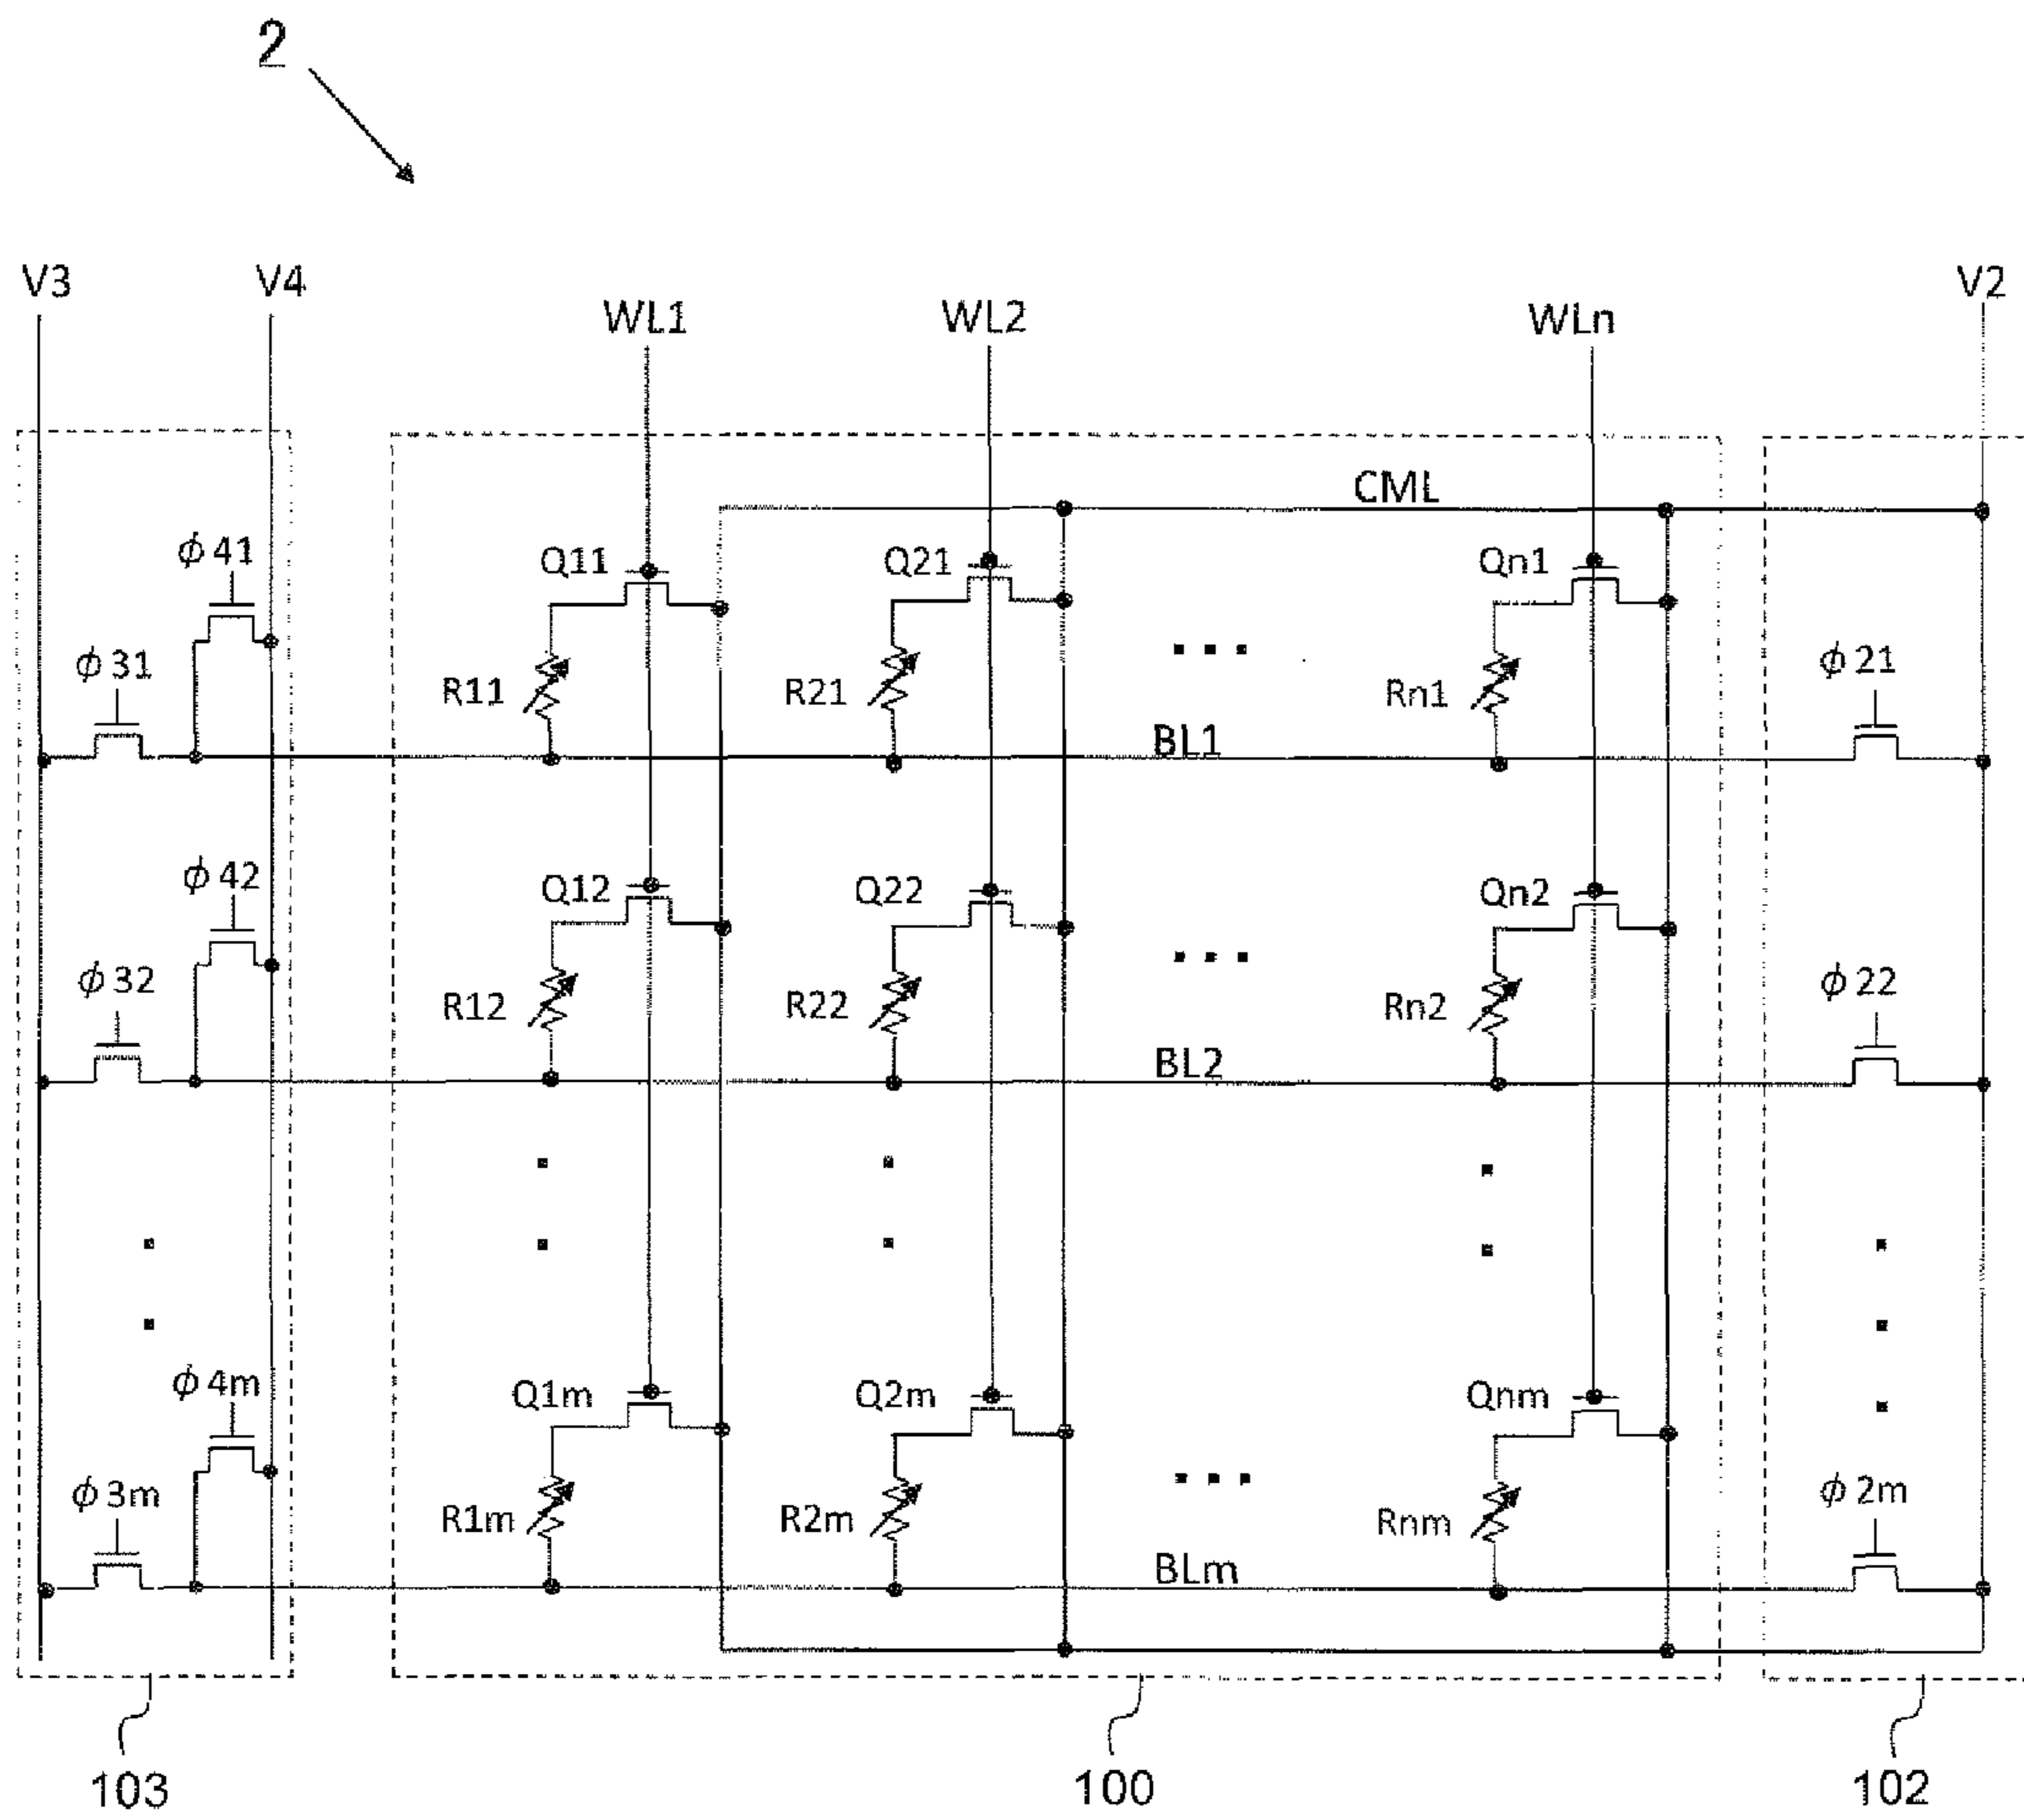 2
V3 V4 WL1 WL2 WLn V2
CML
ϕ41 Q11 Q21 Qn1
ϕ31 R11 R21 Rn1 ϕ21
BL1
ϕ42 Q12 Q22 Qn2
ϕ32 R12 R22 Rn2 ϕ22
BL2
ϕ4m Q1m Q2m Qnm
ϕ3m R1m R2m Rnm ϕ2m
BLm
103 100 102